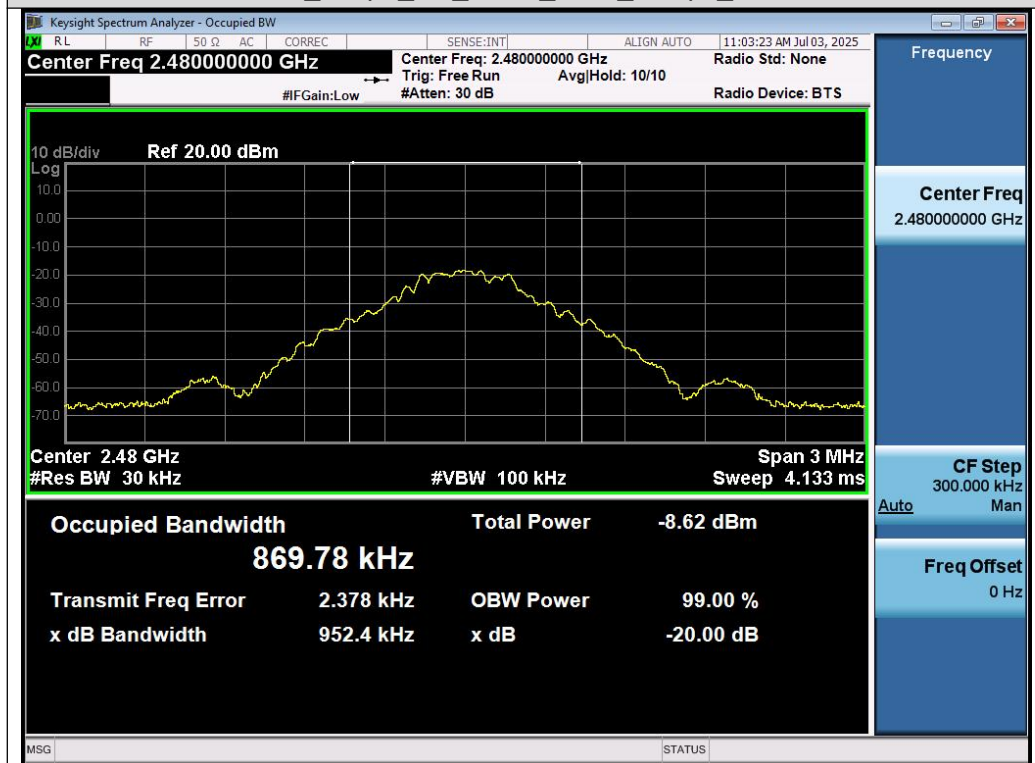 Keysight Spectrum Analyzer - Occupied BW
LXI RL RF 50 Ω AC CORREC SENSE:INT ALIGN AUTO 11:03:23 AM Jul 03, 2025
Center Freq 2.480000000 GHz Center Freq: 2.480000000 GHz Radio Std: None
Trig: Free Run Avg|Hold: 10/10
#IFGain:Low #Atten: 30 dB Radio Device: BTS
Frequency
10 dB/div Ref 20.00 dBm
Log
10.0
0.00
-10.0
-20.0
-30.0
-40.0
-50.0
-60.0
-70.0
Center 2.48 GHz Span 3 MHz
#Res BW 30 kHz #VBW 100 kHz Sweep 4.133 ms
Center Freq
2.480000000 GHz
CF Step
300.000 kHz
Auto Man
Freq Offset
0 Hz
Occupied Bandwidth Total Power -8.62 dBm
869.78 kHz
Transmit Freq Error 2.378 kHz OBW Power 99.00 %
x dB Bandwidth 952.4 kHz x dB -20.00 dB
MSG STATUS